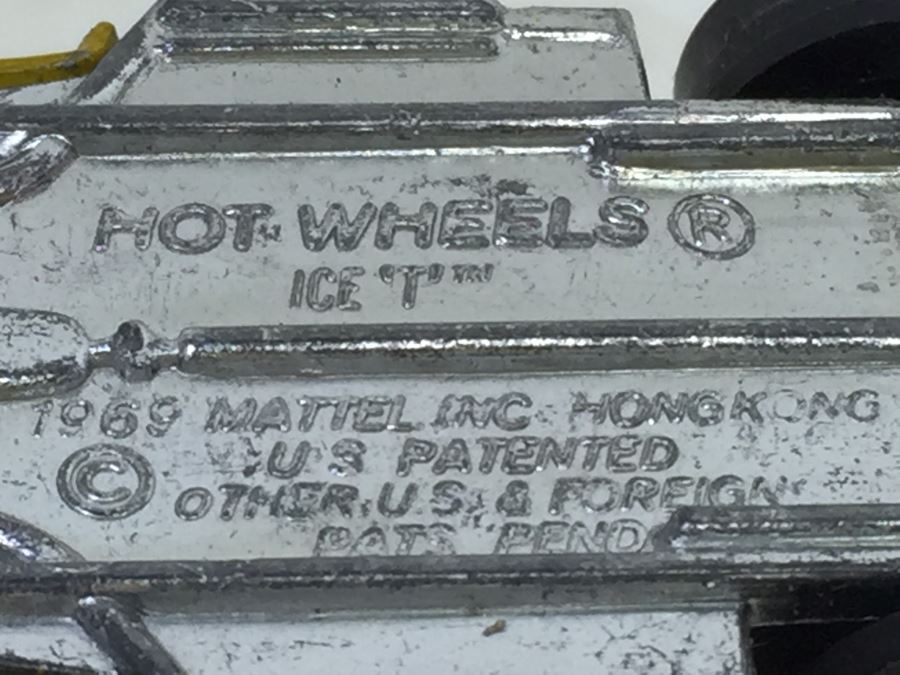 HOT WHEELS ®
ICE 'T'™
1969 MATTEL INC HONG KONG
© U S PATENTED
OTHER U S & FOREIGN
PATS PEND